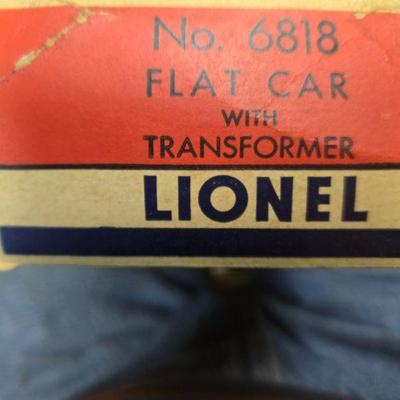 No. 6818
FLAT CAR
WITH
TRANSFORMER
LIONEL